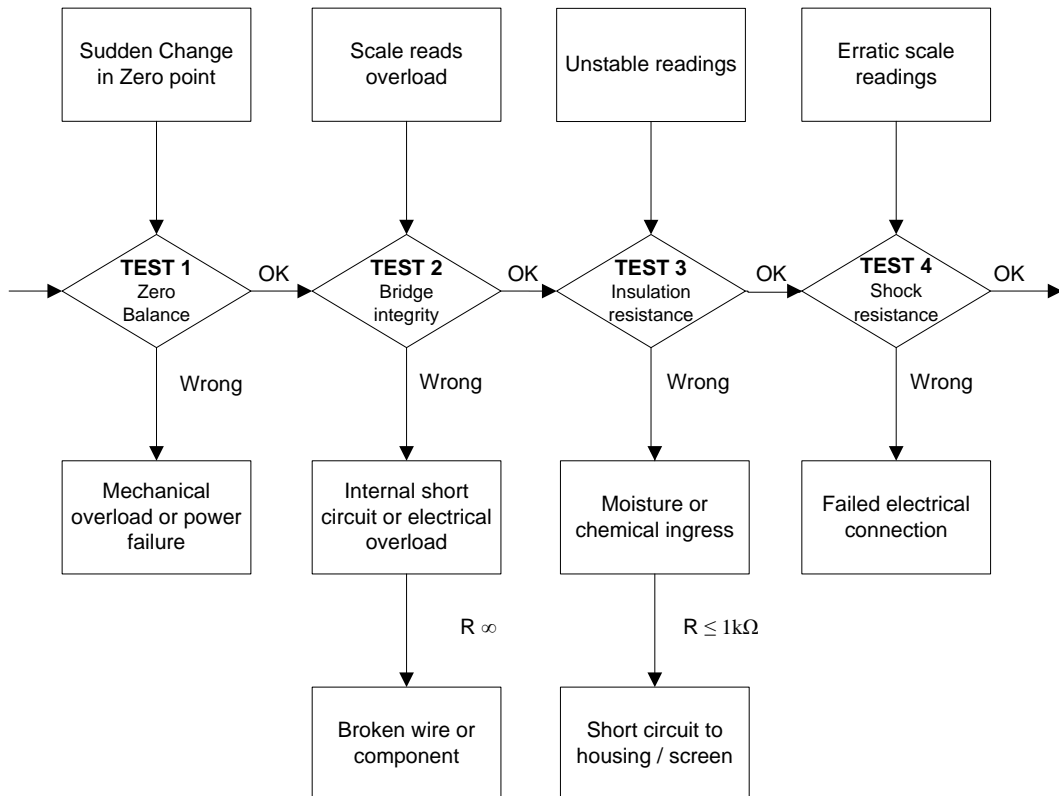 Sudden Change
in Zero point
Scale reads
overload
Unstable readings
Erratic scale
readings
TEST 1
Zero
Balance
OK
TEST 2
Bridge
integrity
OK
TEST 3
Insulation
resistance
OK
TEST 4
Shock
resistance
OK
Wrong
Wrong
Wrong
Wrong
Mechanical
overload or power
failure
Internal short
circuit or electrical
overload
Moisture or
chemical ingress
Failed electrical
connection
R ∞
R ≤ 1kΩ
Broken wire or
component
Short circuit to
housing / screen